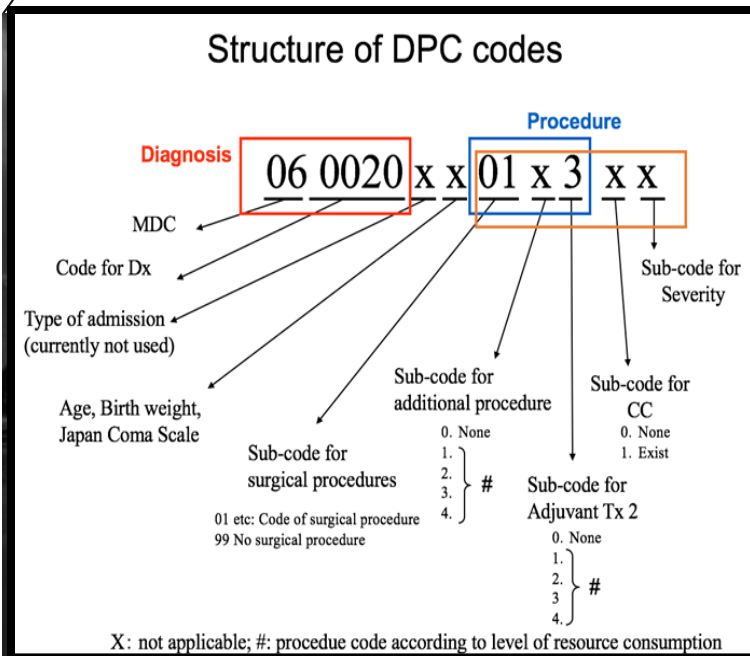 Structure of DPC codes
Procedure
Diagnosis
06 0020 x x 01 x 3 x x
MDC
Code for Dx
Type of admission
(currently not used)
Age, Birth weight,
Japan Coma Scale
Sub-code for
surgical procedures
01 etc: Code of surgical procedure
99 No surgical procedure
Sub-code for
additional procedure
0. None
1.
2.
3.
4.
#
Sub-code for
Adjuvant Tx 2
0. None
1.
2.
3
4.
#
Sub-code for
CC
0. None
1. Exist
Sub-code for
Severity
X: not applicable; #: procedue code according to level of resource consumption